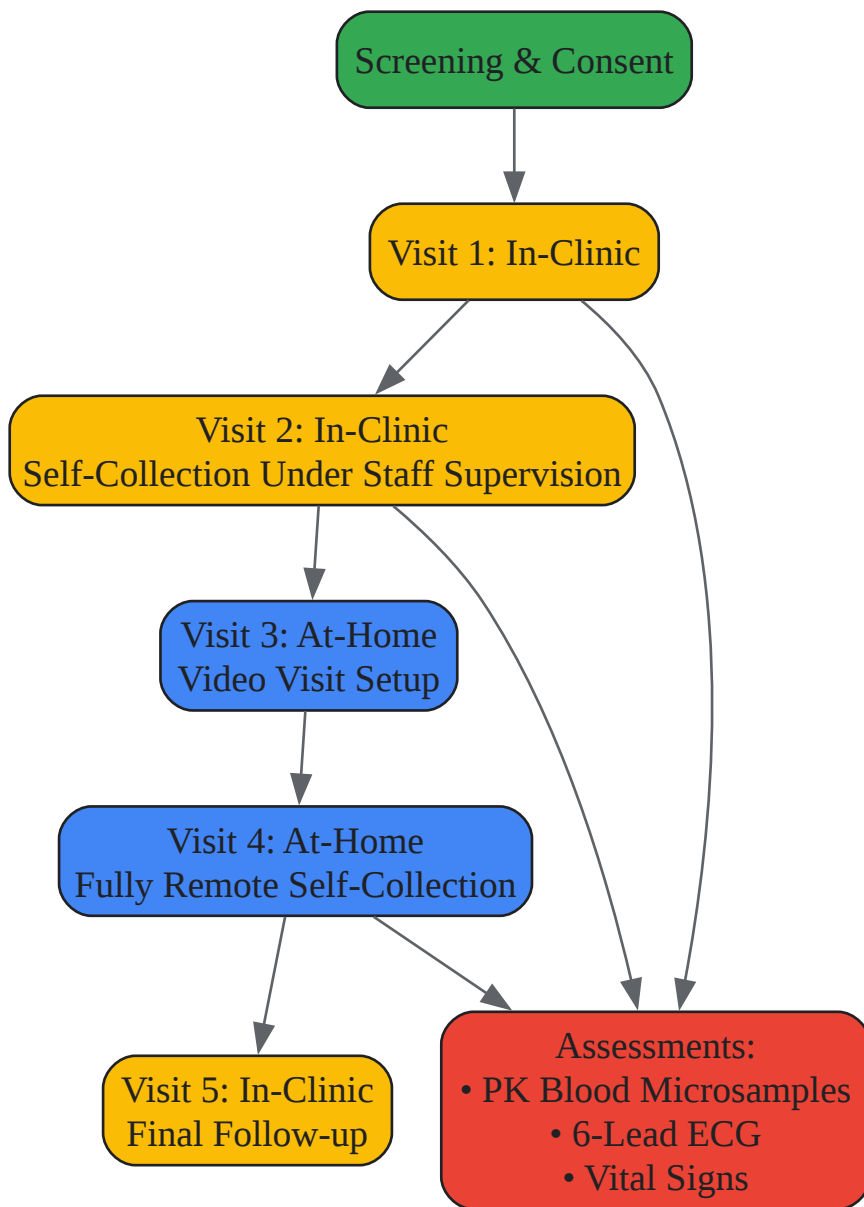 Screening & Consent
Visit 1: In-Clinic
Visit 2: In-Clinic
Self-Collection Under Staff Supervision
Visit 3: At-Home
Video Visit Setup
Visit 4: At-Home
Fully Remote Self-Collection
Visit 5: In-Clinic
Final Follow-up
Assessments:
• PK Blood Microsamples
• 6-Lead ECG
• Vital Signs